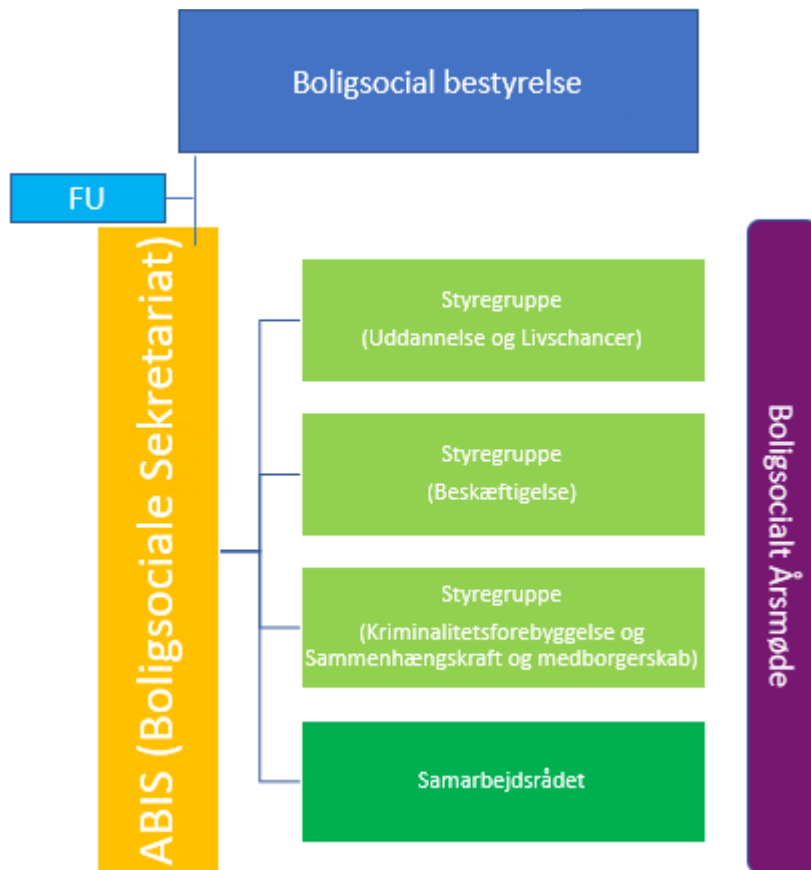 Boligsocial bestyrelse
FU
ABIS (Boligsociale Sekretariat)
Styregruppe
(Uddannelse og Livschancer)
Styregruppe
(Beskæftigelse)
Styregruppe
(Kriminalitetsforebyggelse og
Sammenhængskraft og medborgerskab)
Samarbejdsrådet
Boligsocialt Årsmøde